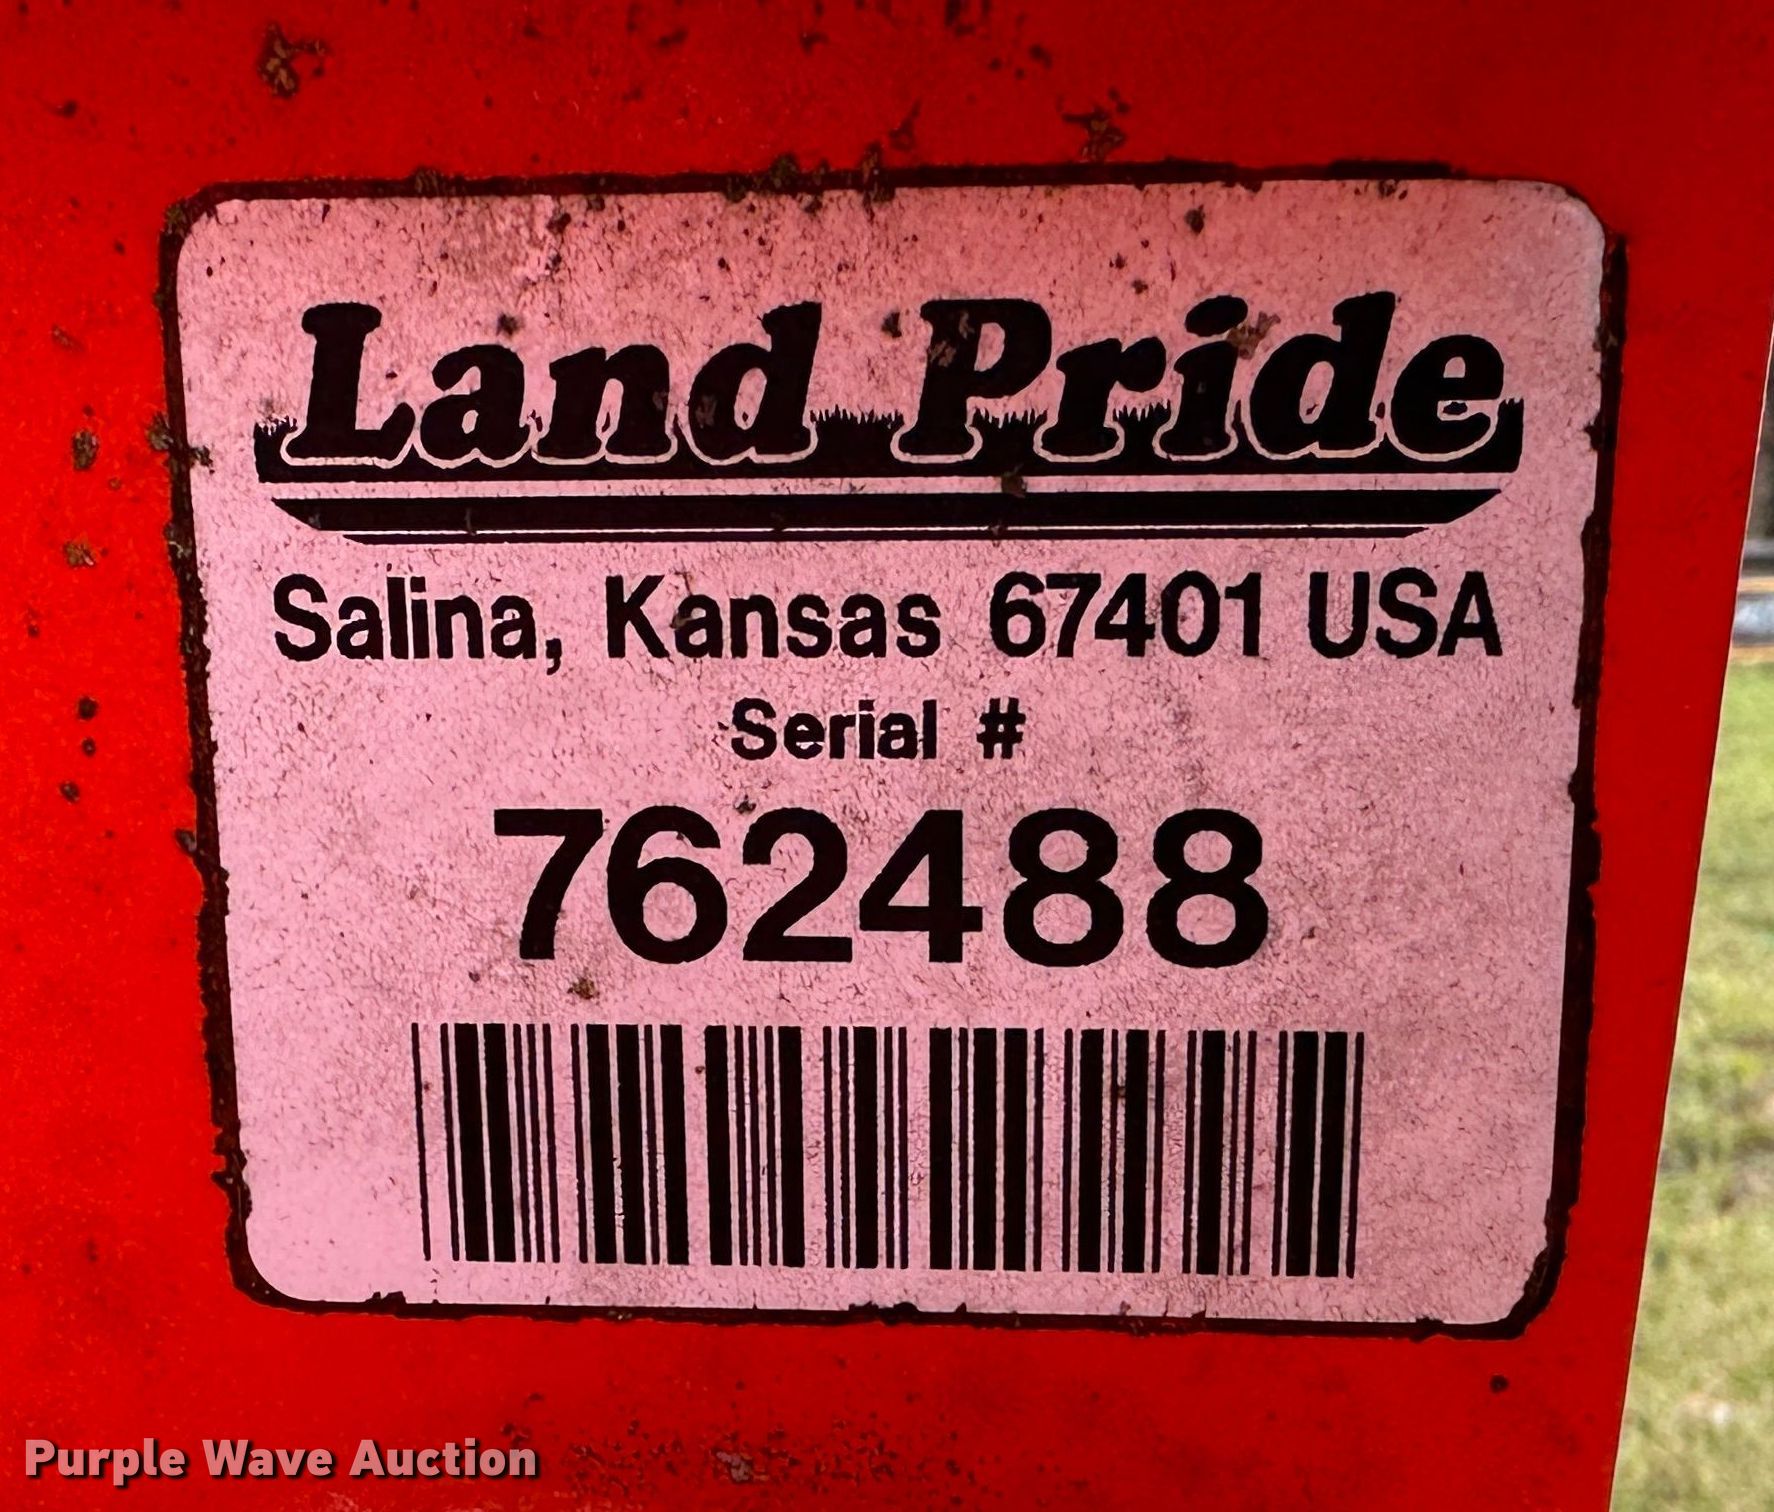 Land Pride
Salina, Kansas 67401 USA
Serial #
762488
Purple Wave Auction